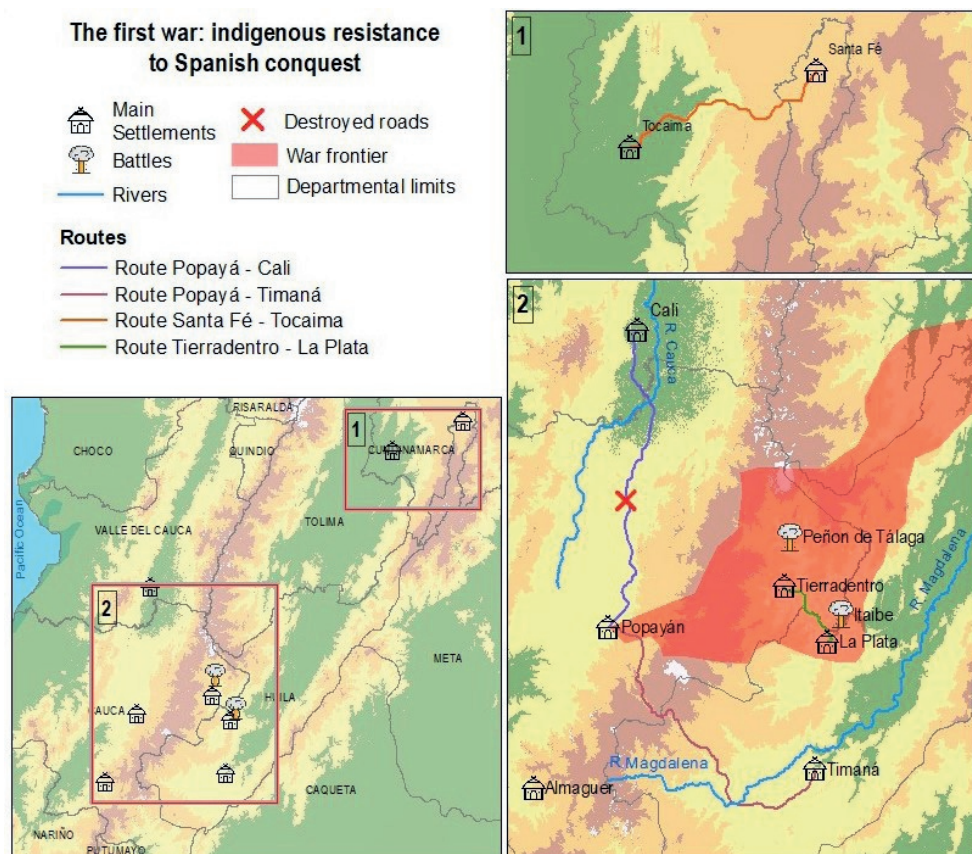 The first war: indigenous resistance
to Spanish conquest
Main
Settlements
Battles
Rivers
Destroyed roads
War frontier
Departmental limits
Routes
Route Popayá - Cali
Route Popayá - Timaná
Route Santa Fé - Tocaima
Route Tierradentro - La Plata
1
Santa Fé
Tocaima
2
Cali
R Cauca
Peñon de Tálaga
Tierradentro
Itaibe
R Magdalena
Popayán
La Plata
R Magdalena
Timaná
Almaguer
RISARALDA
1
CHOCO
QUINDIO
Pacific Ocean
TOLIMA
VALLE DEL CAUCA
2
META
HUILA
CAUCA
CAQUETA
NARIÑO
PUTUMAYO